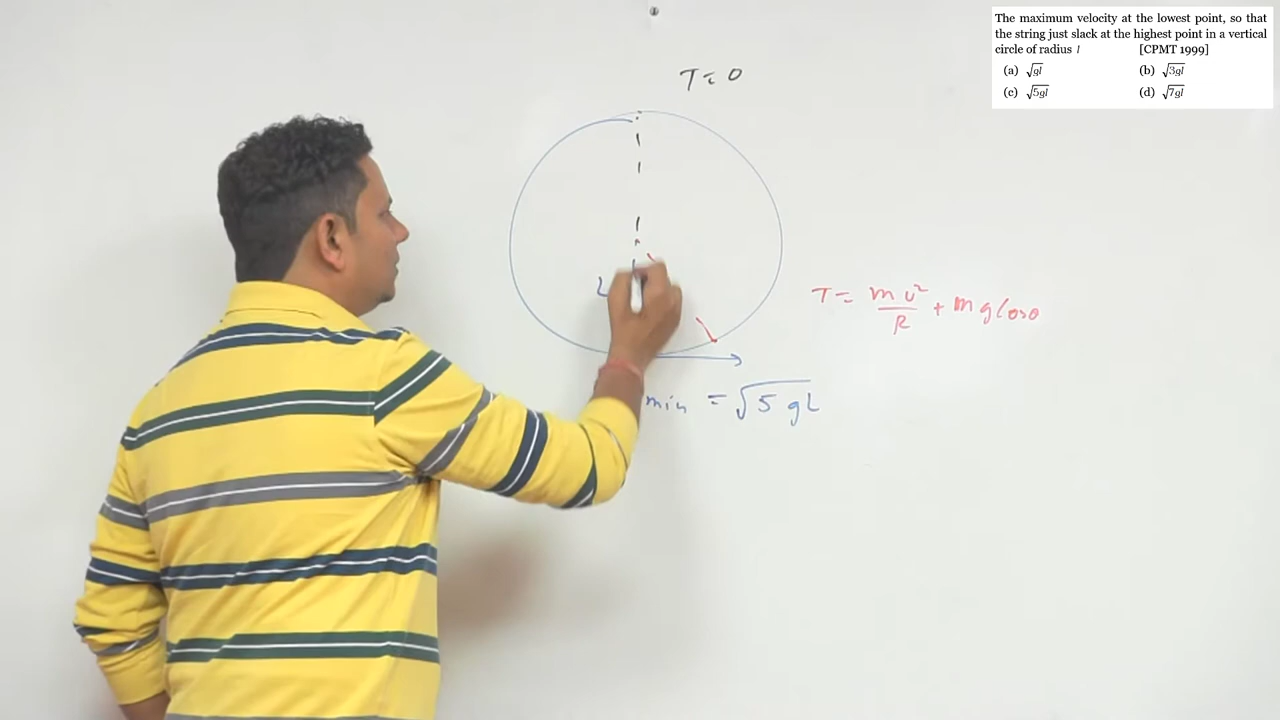 The maximum velocity at the lowest point, so that
the string just slack at the highest point in a vertical
circle of radius l [CPMT 1999]
(a) √gl (b) √3gl
(c) √5gl (d) √7gl
T = 0
L
T = mv²/R + mg cosθ
min = √5gL